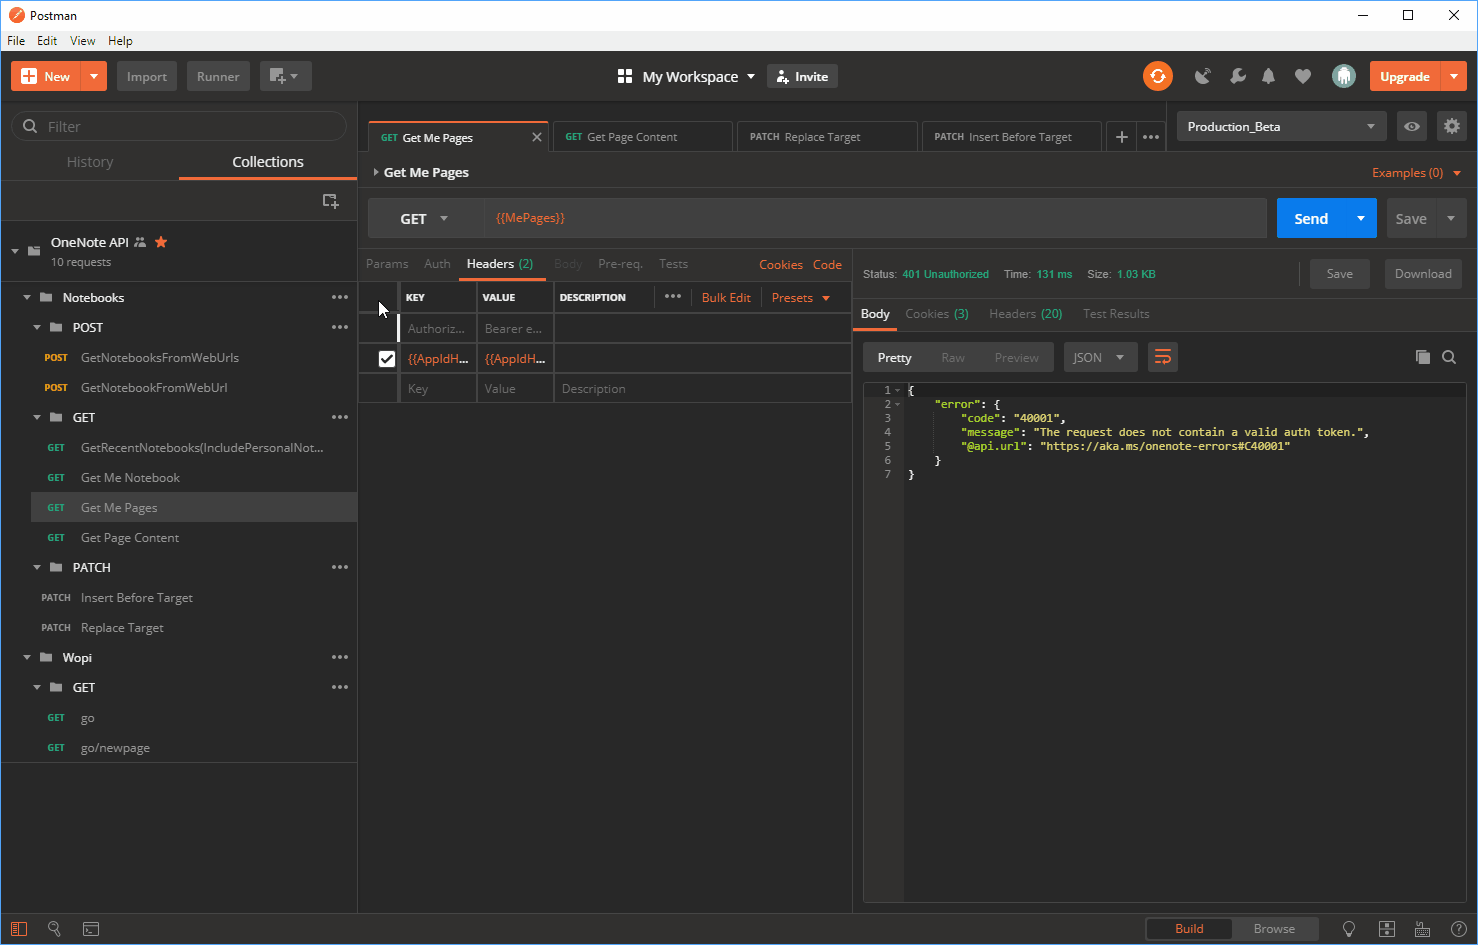 Postman
File Edit View Help
New Import Runner My Workspace Invite Upgrade
Filter
History Collections
OneNote API
10 requests
Notebooks
POST
POST GetNotebooksFromWebUrls
POST GetNotebookFromWebUrl
GET
GET GetRecentNotebooks(IncludePersonalNot...
GET Get Me Notebook
GET Get Me Pages
GET Get Page Content
PATCH
PATCH Insert Before Target
PATCH Replace Target
Wopi
GET
GET go
GET go/newpage
GET Get Me Pages GET Get Page Content PATCH Replace Target PATCH Insert Before Target
Production_Beta
Get Me Pages Examples (0)
GET {{MePages}} Send Save
Params Auth Headers (2) Body Pre-req. Tests Cookies Code
KEY VALUE DESCRIPTION Bulk Edit Presets
Authoriz... Bearer e...
{{AppIdH... {{AppIdH...
Key Value Description
Status: 401 Unauthorized Time: 131 ms Size: 1.03 KB Save Download
Body Cookies (3) Headers (20) Test Results
Pretty Raw Preview JSON
1 {
2 "error": {
3 "code": "40001",
4 "message": "The request does not contain a valid auth token.",
5 "@api.url": "https://aka.ms/onenote-errors#C40001"
6 }
7 }
Build Browse